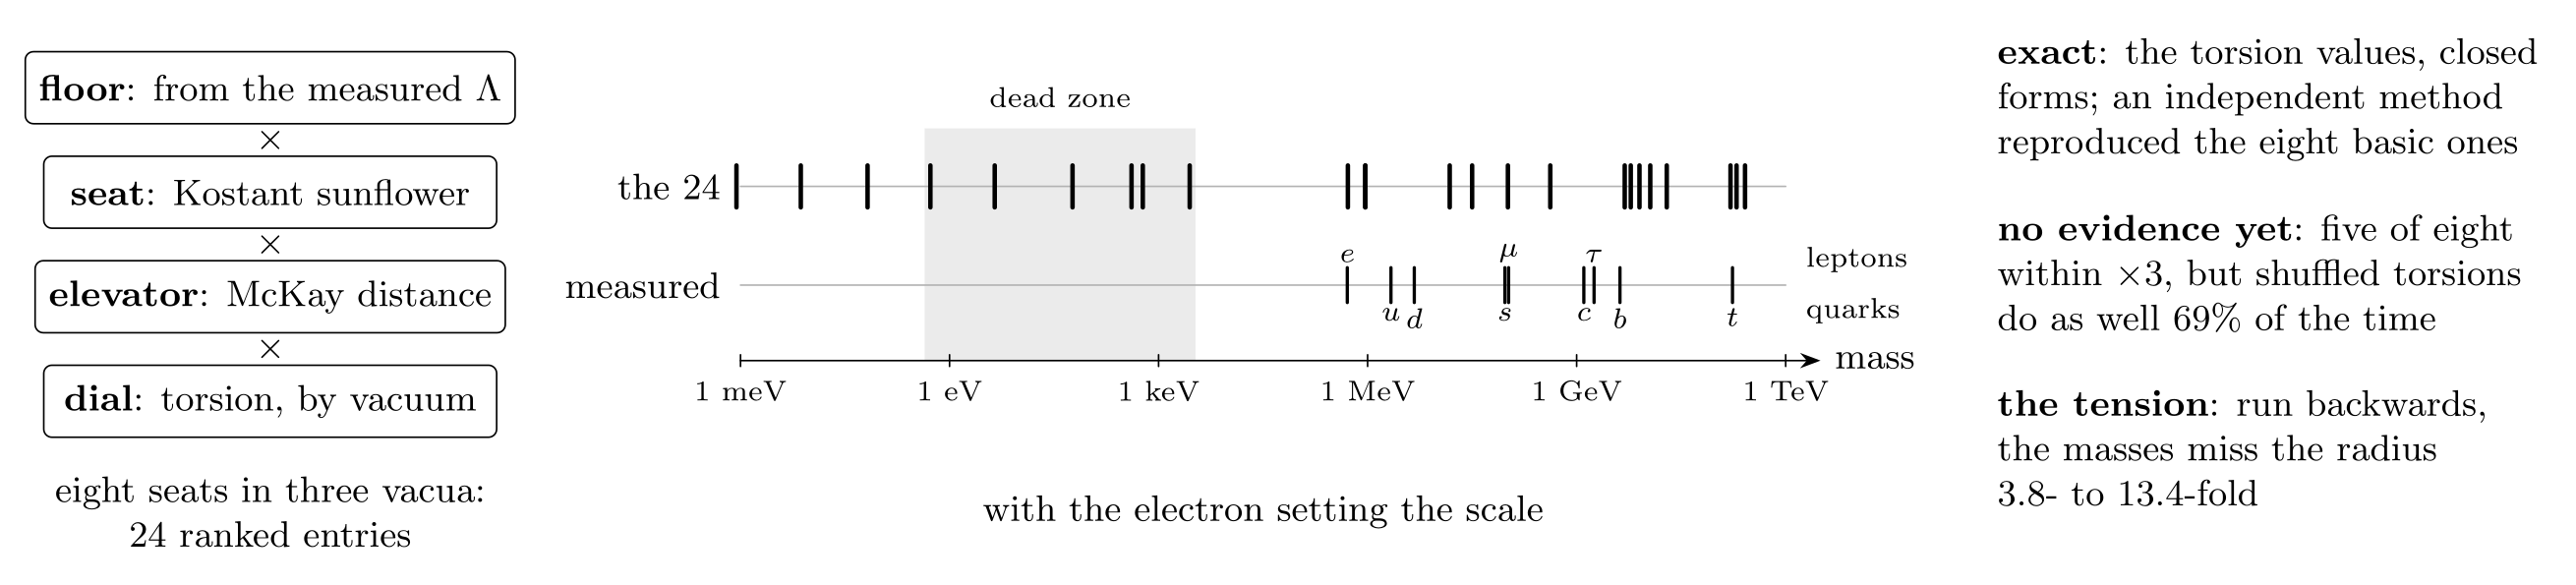 floor: from the measured Λ
×
seat: Kostant sunflower
×
elevator: McKay distance
×
dial: torsion, by vacuum
eight seats in three vacua:
24 ranked entries
dead zone
the 24
e μ τ
leptons
measured
u d s c b t
quarks
mass
1 meV 1 eV 1 keV 1 MeV 1 GeV 1 TeV
with the electron setting the scale
exact: the torsion values, closed
forms; an independent method
reproduced the eight basic ones
no evidence yet: five of eight
within ×3, but shuffled torsions
do as well 69% of the time
the tension: run backwards,
the masses miss the radius
3.8- to 13.4-fold